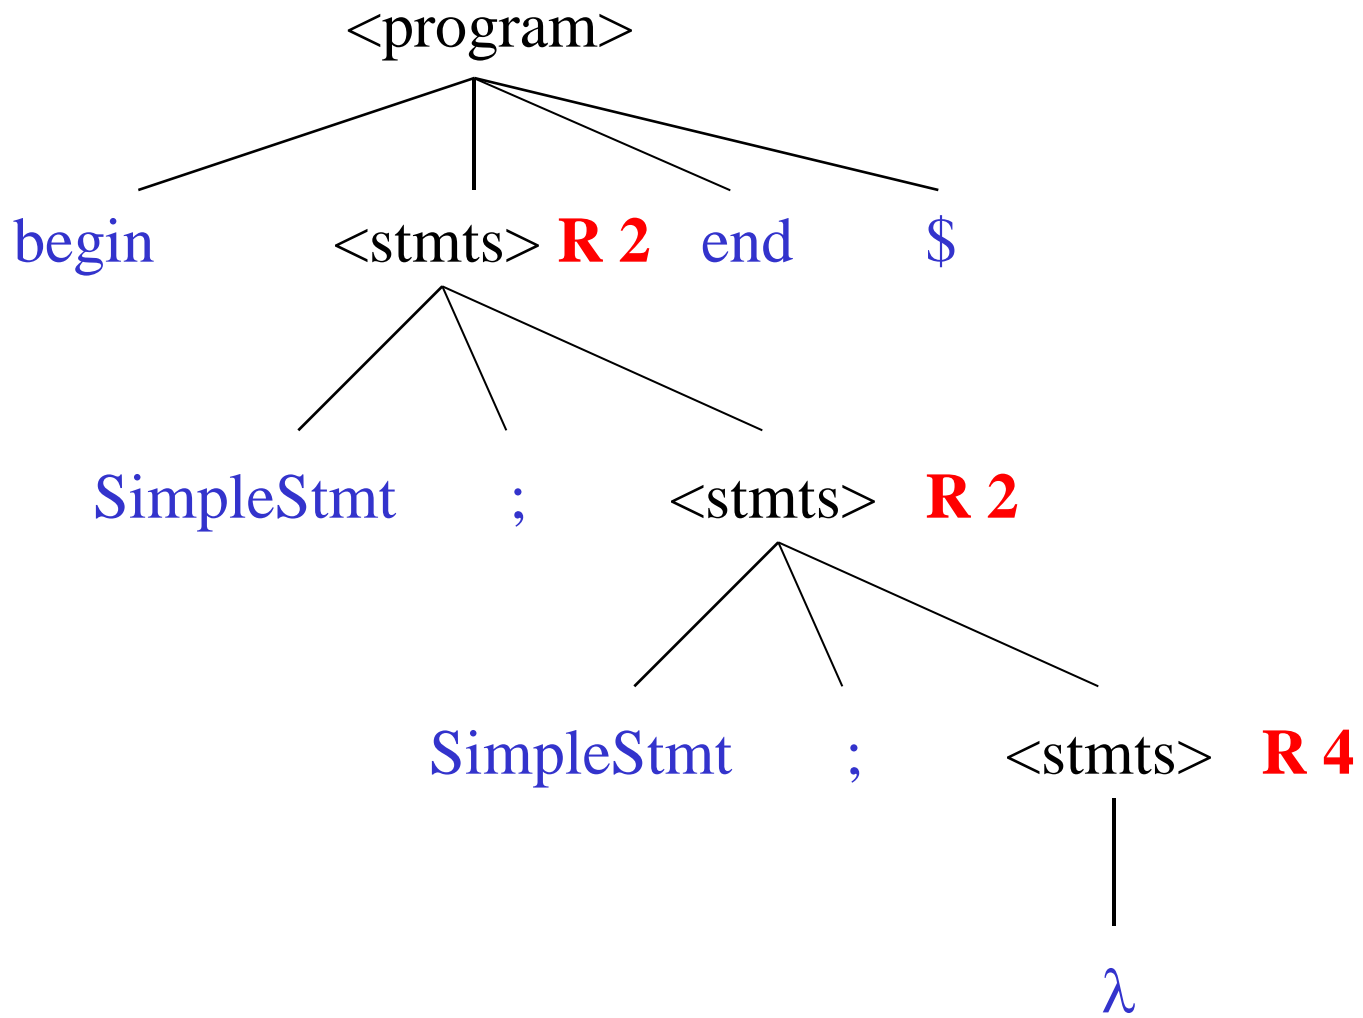 <program>
begin <stmts> R 2 end $
SimpleStmt ; <stmts> R 2
SimpleStmt ; <stmts> R 4
λ